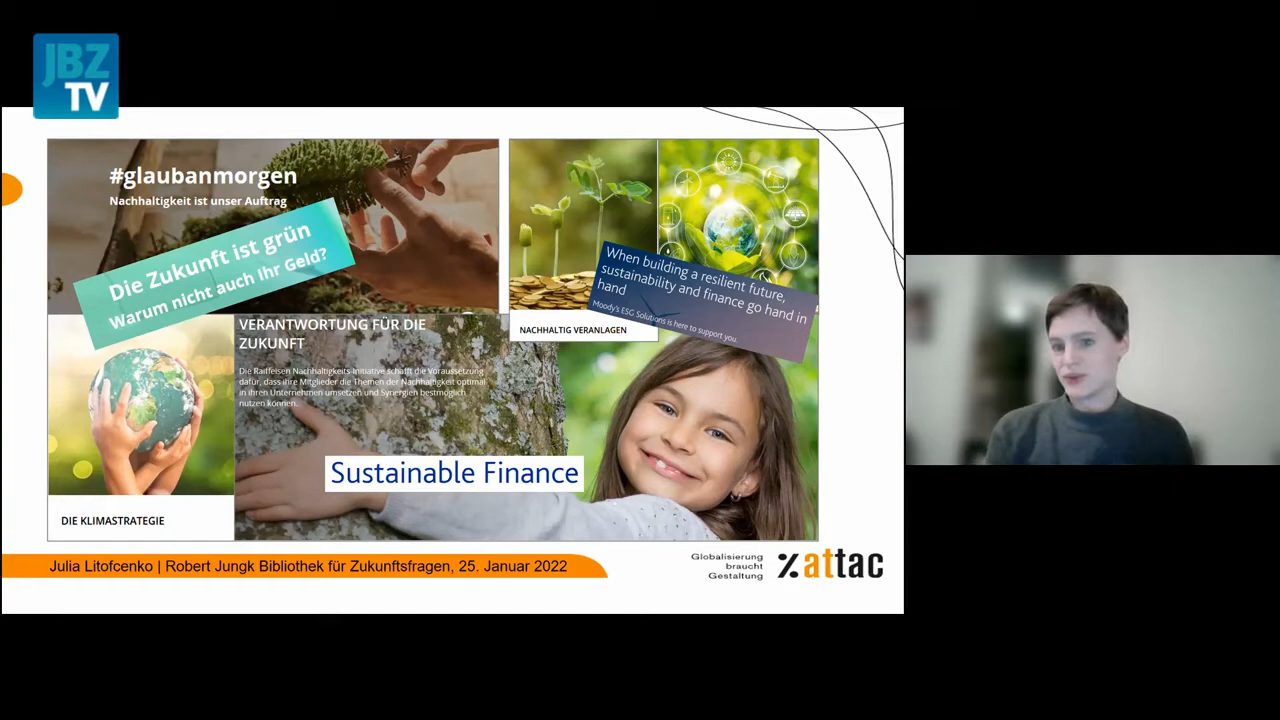 JBZ
TV
#glaubanmorgen
Nachhaltigkeit ist unser Auftrag
Die Zukunft ist grün
Warum nicht auch Ihr Geld?
When building a resilient future,
sustainability and finance go hand in
hand
Moody's ESG Solutions is here to support you.
NACHHALTIG VERANLAGEN
VERANTWORTUNG FÜR DIE
ZUKUNFT
Die Raiffeisen Nachhaltigkeits-Initiative schafft die Voraussetzung
dafür, dass ihre Mitglieder die Themen der Nachhaltigkeit optimal
in ihren Unternehmen umsetzen und Synergien bestmöglich
nutzen können.
Sustainable Finance
DIE KLIMASTRATEGIE
Julia Litofcenko | Robert Jungk Bibliothek für Zukunftsfragen, 25. Januar 2022
Globalisierung
braucht
Gestaltung
attac